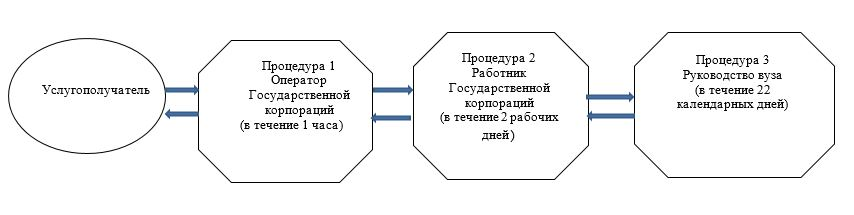 Услугополучатель
Процедура 1
Оператор
Государственной
корпораций
(в течение 1 часа)
Процедура 2
Работник
Государственной
корпораций
(в течение 2 рабочих
дней)
Процедура 3
Руководство вуза
(в течение 22
календарных дней)